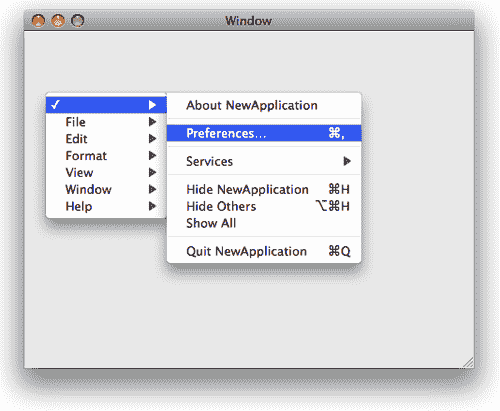 Window
✓
File
Edit
Format
View
Window
Help
About NewApplication
Preferences... ⌘,
Services
Hide NewApplication ⌘H
Hide Others ⌥⌘H
Show All
Quit NewApplication ⌘Q